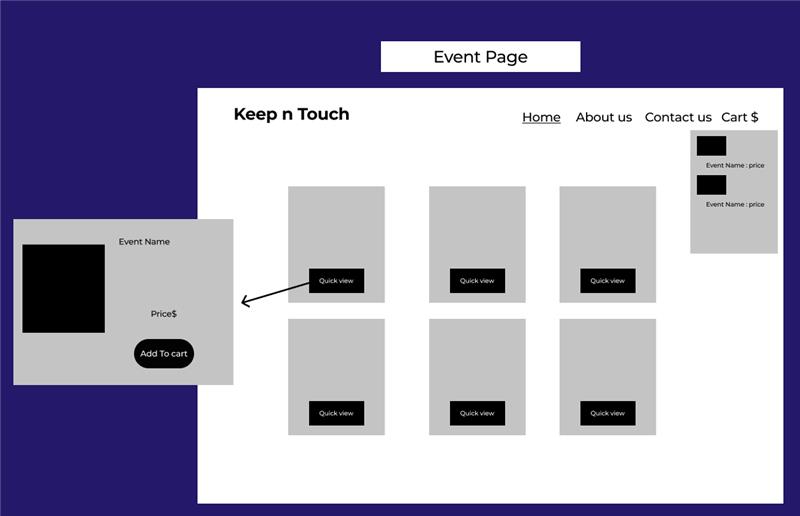 Event Page
Keep n Touch
Home About us Contact us Cart $
Event Name : price
Event Name : price
Quick view Quick view Quick view
Quick view Quick view Quick view
Event Name
Price$
Add To cart